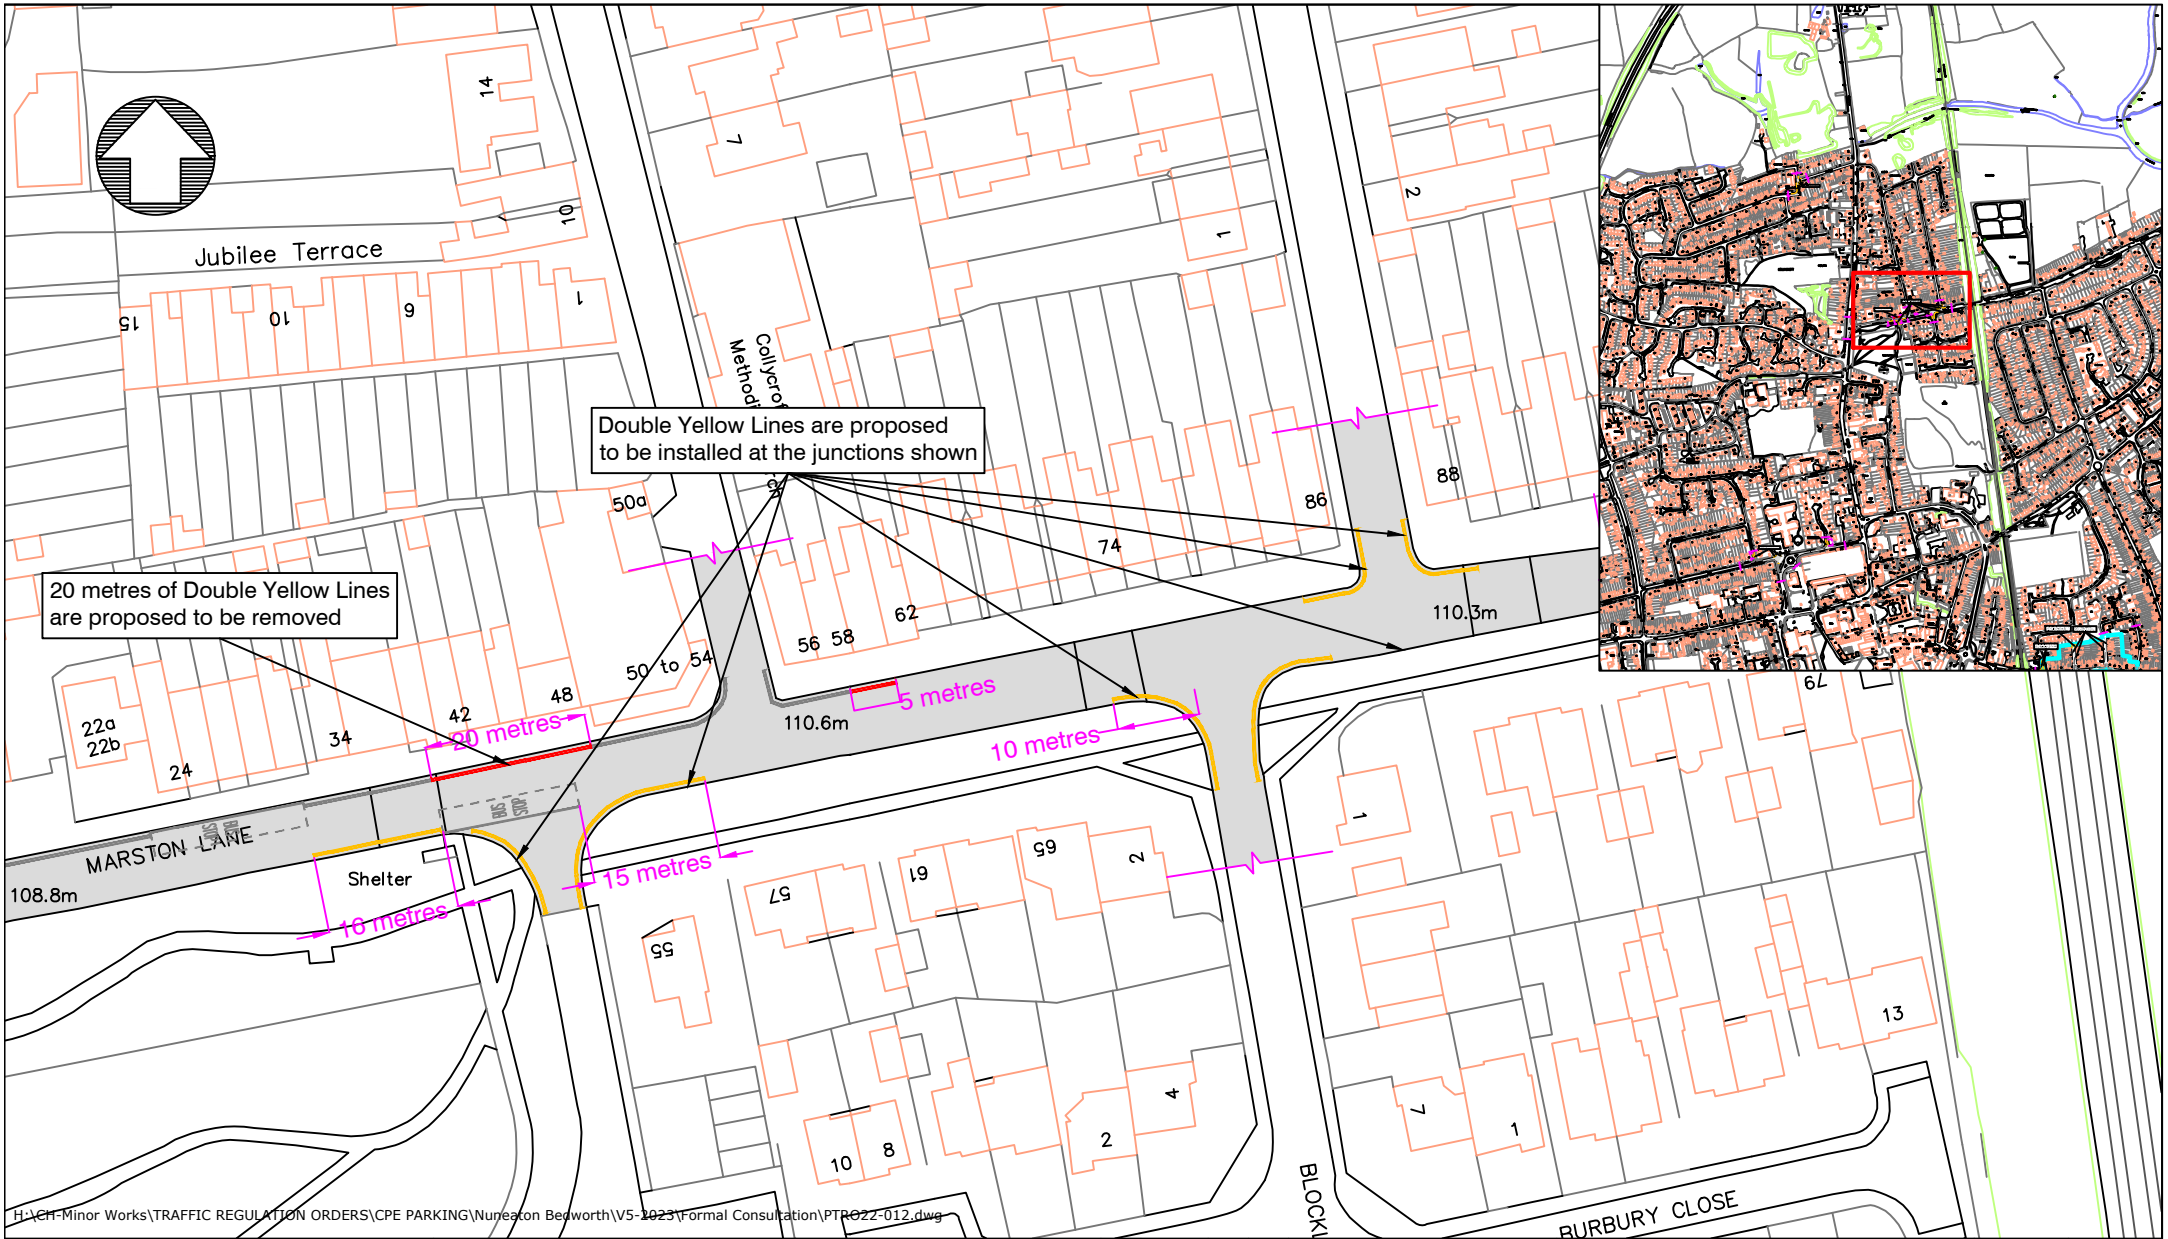 14
7
2
10
1
Jubilee Terrace
15
10
6
1
Collycrof
Methodi
ch
Double Yellow Lines are proposed
to be installed at the junctions shown
50a
86
88
74
20 metres of Double Yellow Lines
are proposed to be removed
62
56 58
110.3m
50 to 54
48
42
20 metres
5 metres
110.6m
22a
22b
34
24
10 metres
79
BUS
STOP
BUS
STOP
MARSTON LANE
108.8m
Shelter
16 metres
15 metres
1
65
2
61
57
55
13
4
7
1
2
8
10
BLOCKL
BURBURY CLOSE
H:\CH-Minor Works\TRAFFIC REGULATION ORDERS\CPE PARKING\Nuneaton Bedworth\V5-2023\Formal Consultation\PTRO22-012.dwg